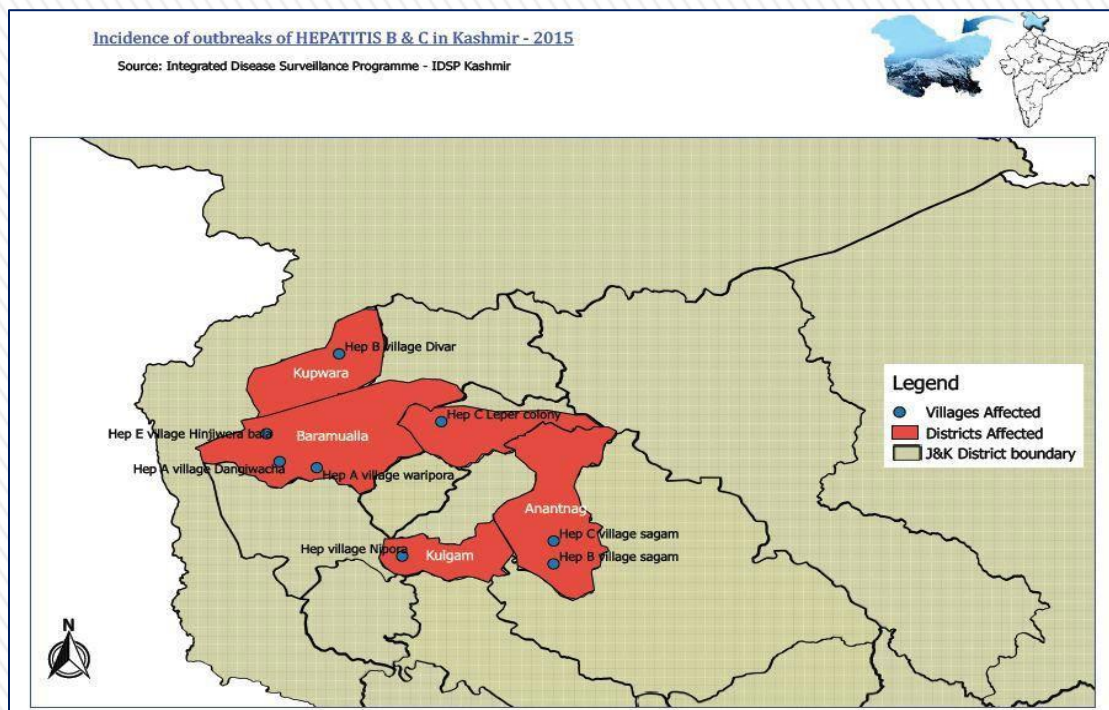 Incidence of outbreaks of HEPATITIS B & C in Kashmir - 2015
Source: Integrated Disease Surveillance Programme - IDSP Kashmir
Hep B village Divar
Kupwara
Hep C Leper colony
Hep E village Hinjiwera bala
Baramualla
Hep A village Dangiwacha
Hep A village waripora
Anantnag
Hep C village sagam
Hep village Nipora
Kulgam
Hep B village sagam
Legend
Villages Affected
Districts Affected
J&K District boundary
N